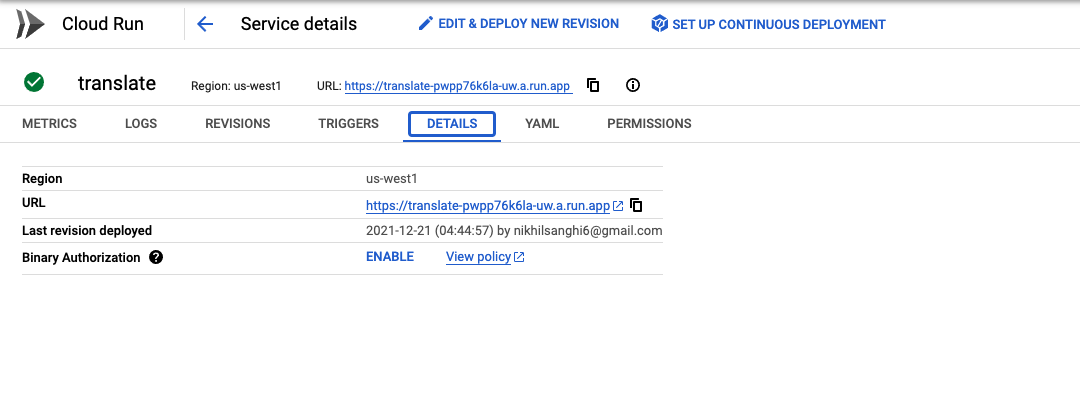 Cloud Run
Service details
EDIT & DEPLOY NEW REVISION
SET UP CONTINUOUS DEPLOYMENT
translate
Region: us-west1
URL: https://translate-pwpp76k6la-uw.a.run.app
METRICS
LOGS
REVISIONS
TRIGGERS
DETAILS
YAML
PERMISSIONS
Region us-west1
URL https://translate-pwpp76k6la-uw.a.run.app
Last revision deployed 2021-12-21 (04:44:57) by nikhilsanghi6@gmail.com
Binary Authorization ENABLE View policy